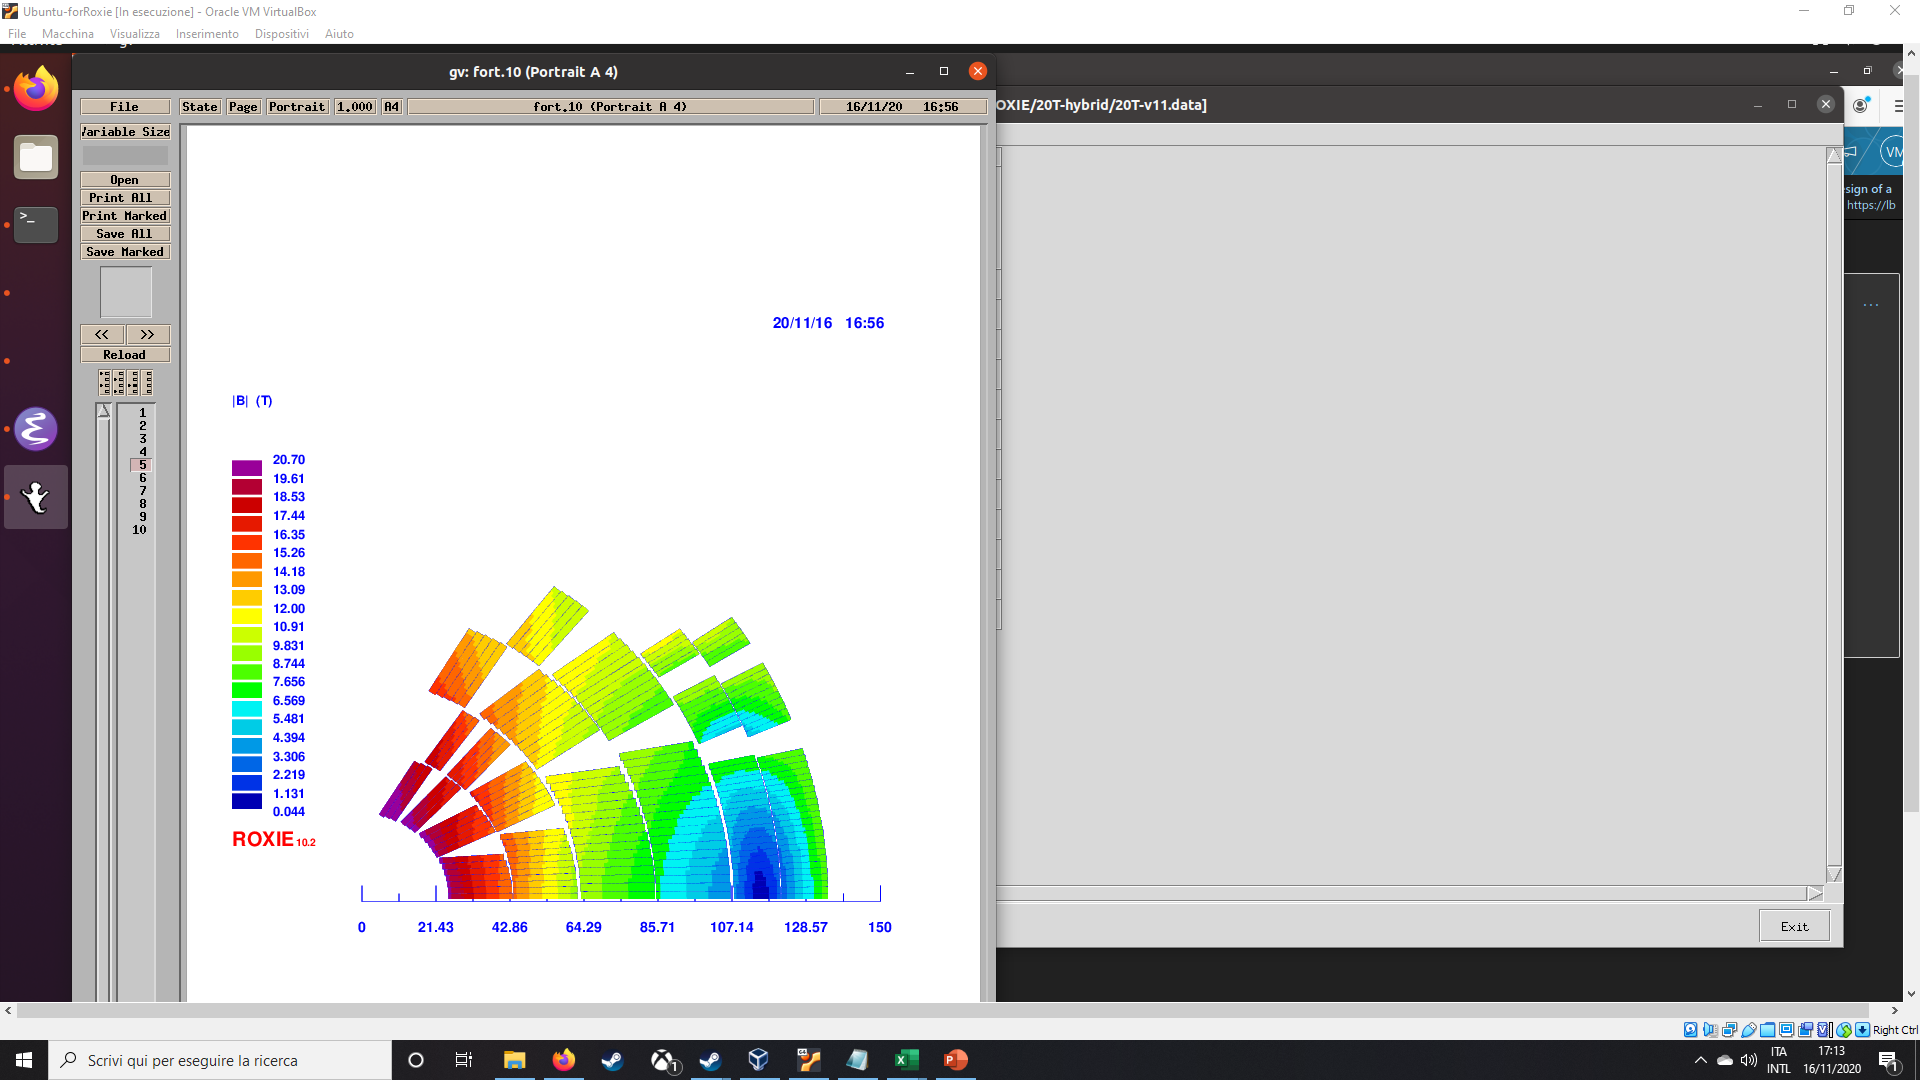 Ubuntu-forRoxie [In esecuzione] - Oracle VM VirtualBox
File Macchina Visualizza Inserimento Dispositivi Aiuto
gv: fort.10 (Portrait A 4)
OXIE/20T-hybrid/20T-v11.data]
File State Page Portrait 1.000 A4 fort.10 (Portrait A 4) 16/11/20 16:56
Variable Size
Open
Print All
Print Marked
Save All
Save Marked
<< >>
Reload
1
2
3
4
5
6
7
8
9
10
20/11/16 16:56
|B| (T)
20.70
19.61
18.53
17.44
16.35
15.26
14.18
13.09
12.00
10.91
9.831
8.744
7.656
6.569
5.481
4.394
3.306
2.219
1.131
0.044
ROXIE 10.2
0 21.43 42.86 64.29 85.71 107.14 128.57 150
VM
sign of a
https://lb
...
Exit
Right Ctrl
Scrivi qui per eseguire la ricerca
1
ITA
INTL
17:13
16/11/2020
1